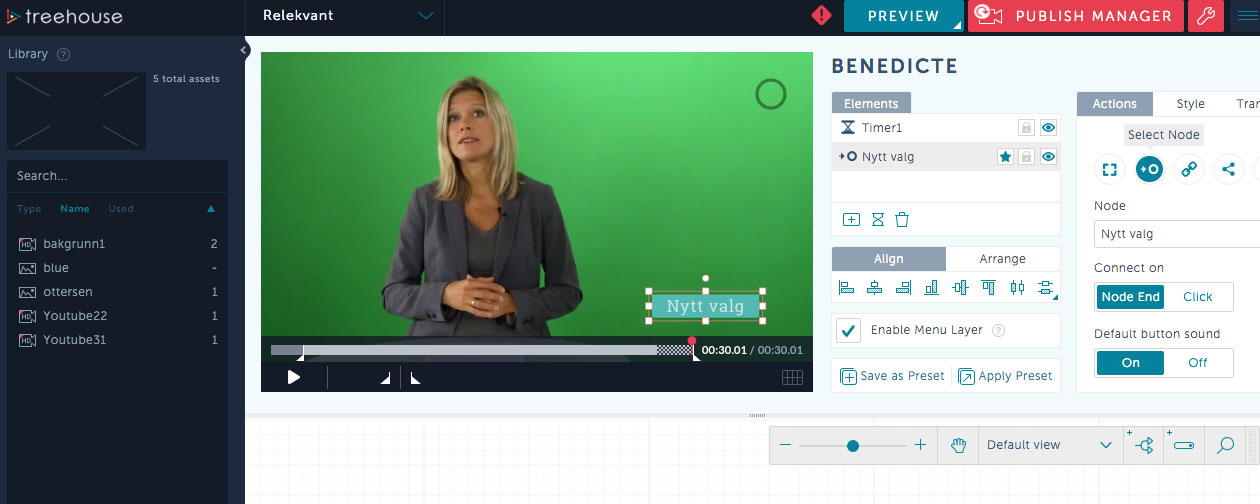 treehouse
Relekvant
PREVIEW
PUBLISH MANAGER
Library ?
5 total assets
Search...
Type Name Used
HD bakgrunn1 2
blue -
ottersen 1
HD Youtube22 1
HD Youtube31 1
Nytt valg
00:30.01 / 00:30.01
BENEDICTE
Elements
Timer1
Nytt valg
Align Arrange
Enable Menu Layer ?
Save as Preset Apply Preset
Actions Style Tran
Select Node
Node
Nytt valg
Connect on
Node End Click
Default button sound
On Off
Default view